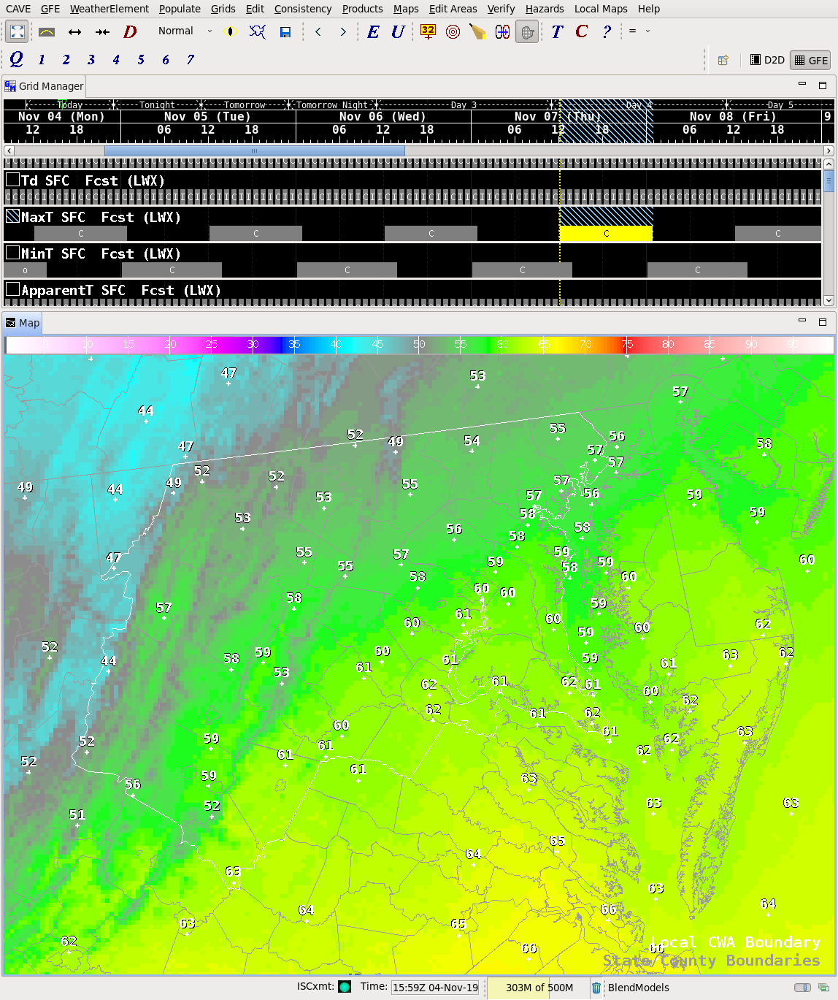 CAVE GFE WeatherElement Populate Grids Edit Consistency Products Maps Edit Areas Verify Hazards Local Maps Help
D Normal E U 32 T C ? =
Q 1 2 3 4 5 6 7 D2D GFE
Grid Manager
Today Tonight Tomorrow Tomorrow Night Day 3 Day 4 Day 5
Nov 04 (Mon) Nov 05 (Tue) Nov 06 (Wed) Nov 07 (Thu) Nov 08 (Fri) 9
12 18 06 12 18 06 12 18 06 12 18 06 12 18
Td SFC Fcst (LWX)
MaxT SFC Fcst (LWX)
C C C C C
MinT SFC Fcst (LWX)
o C C C C
ApparentT SFC Fcst (LWX)
Map
5 10 15 20 25 30 35 40 45 50 55 60 65 70 75 80 85 90 95
47 53
57
44
52 55
47 49 54 56 58
57
52 57
49 44 49 52 55 57 56
53 57 59
53 58 59
56 58
58
47 55 57 59 59 60
55 58 59 58
58 60 60 60
57 61 59
60 60 60 62
52 59
44 58 59 60 61 59 63 62
53 61 61
62 61 62 61 60
62 61 62 62
52 59 60 61 61 62 63
52 61 61 62
56 59 63
51 52 63 63
65
63 64
63
63 64 65 66 64
62 66 66
Local CWA Boundary
State/County Boundaries
ISCxmt: Time: 15:59Z 04-Nov-19 303M of 500M BlendModels